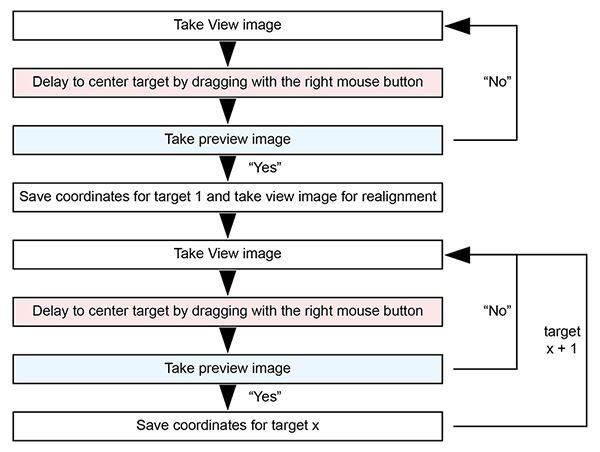 Take View image
Delay to center target by dragging with the right mouse button
“No”
Take preview image
“Yes”
Save coordinates for target 1 and take view image for realignment
Take View image
Delay to center target by dragging with the right mouse button
“No”
target
x + 1
Take preview image
“Yes”
Save coordinates for target x